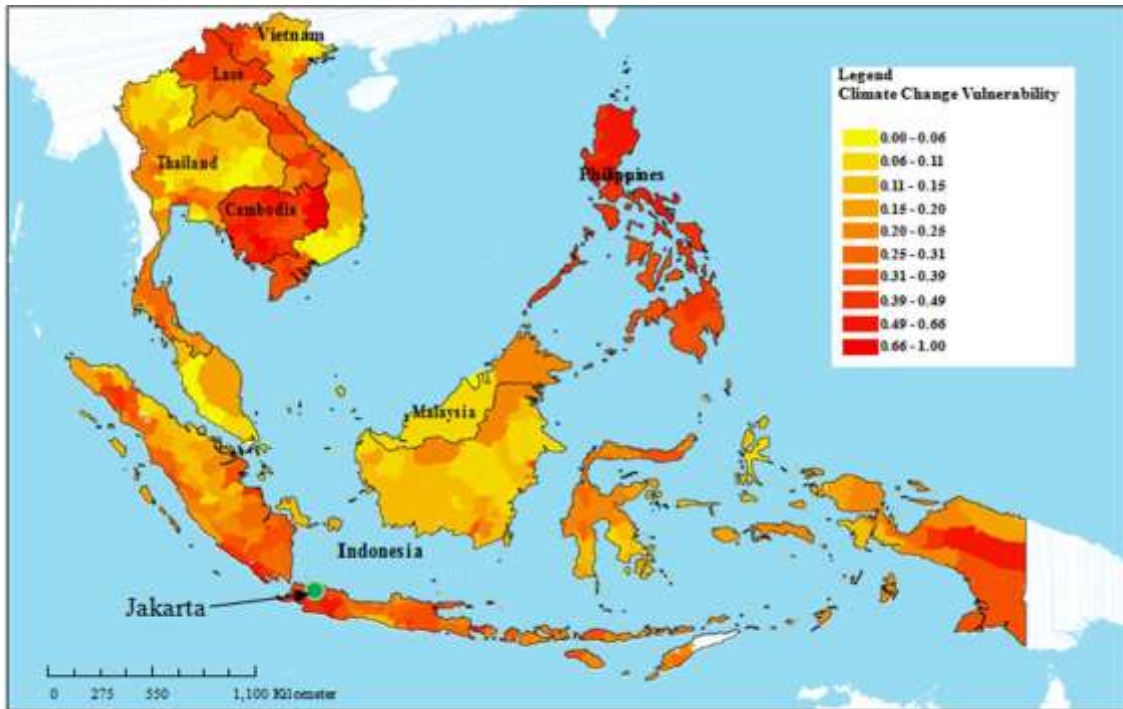 Vietnam
Laos
Thailand
Cambodia
Philippines
Malaysia
Indonesia
Jakarta
Legend
Climate Change Vulnerability
0.00 - 0.06
0.06 - 0.11
0.11 - 0.15
0.15 - 0.20
0.20 - 0.25
0.25 - 0.31
0.31 - 0.39
0.39 - 0.49
0.49 - 0.66
0.66 - 1.00
0 275 550 1,100 Kilometer